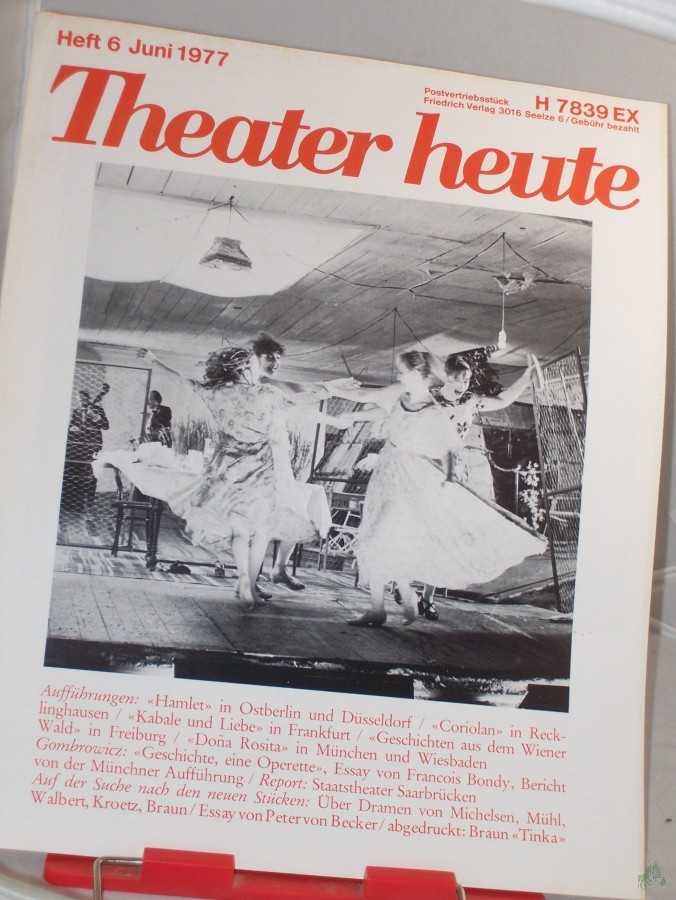 Heft 6 Juni 1977
Postvertriebsstück
Friedrich Verlag 3016 Seelze 6 / Gebühr bezahlt
H 7839 EX
Theater heute
Aufführungen: «Hamlet» in Ostberlin und Düsseldorf / «Coriolan» in Reck-
linghausen / «Kabale und Liebe» in Frankfurt / «Geschichten aus dem Wiener
Wald» in Freiburg / «Doña Rosita» in München und Wiesbaden
Gombrowicz: «Geschichte, eine Operette», Essay von Francois Bondy, Bericht
von der Münchner Aufführung / Report: Staatstheater Saarbrücken
Auf der Suche nach den neuen Stücken: Über Dramen von Michelsen, Mühl,
Walbert, Kroetz, Braun / Essay von Peter von Becker / abgedruckt: Braun «Tinka»